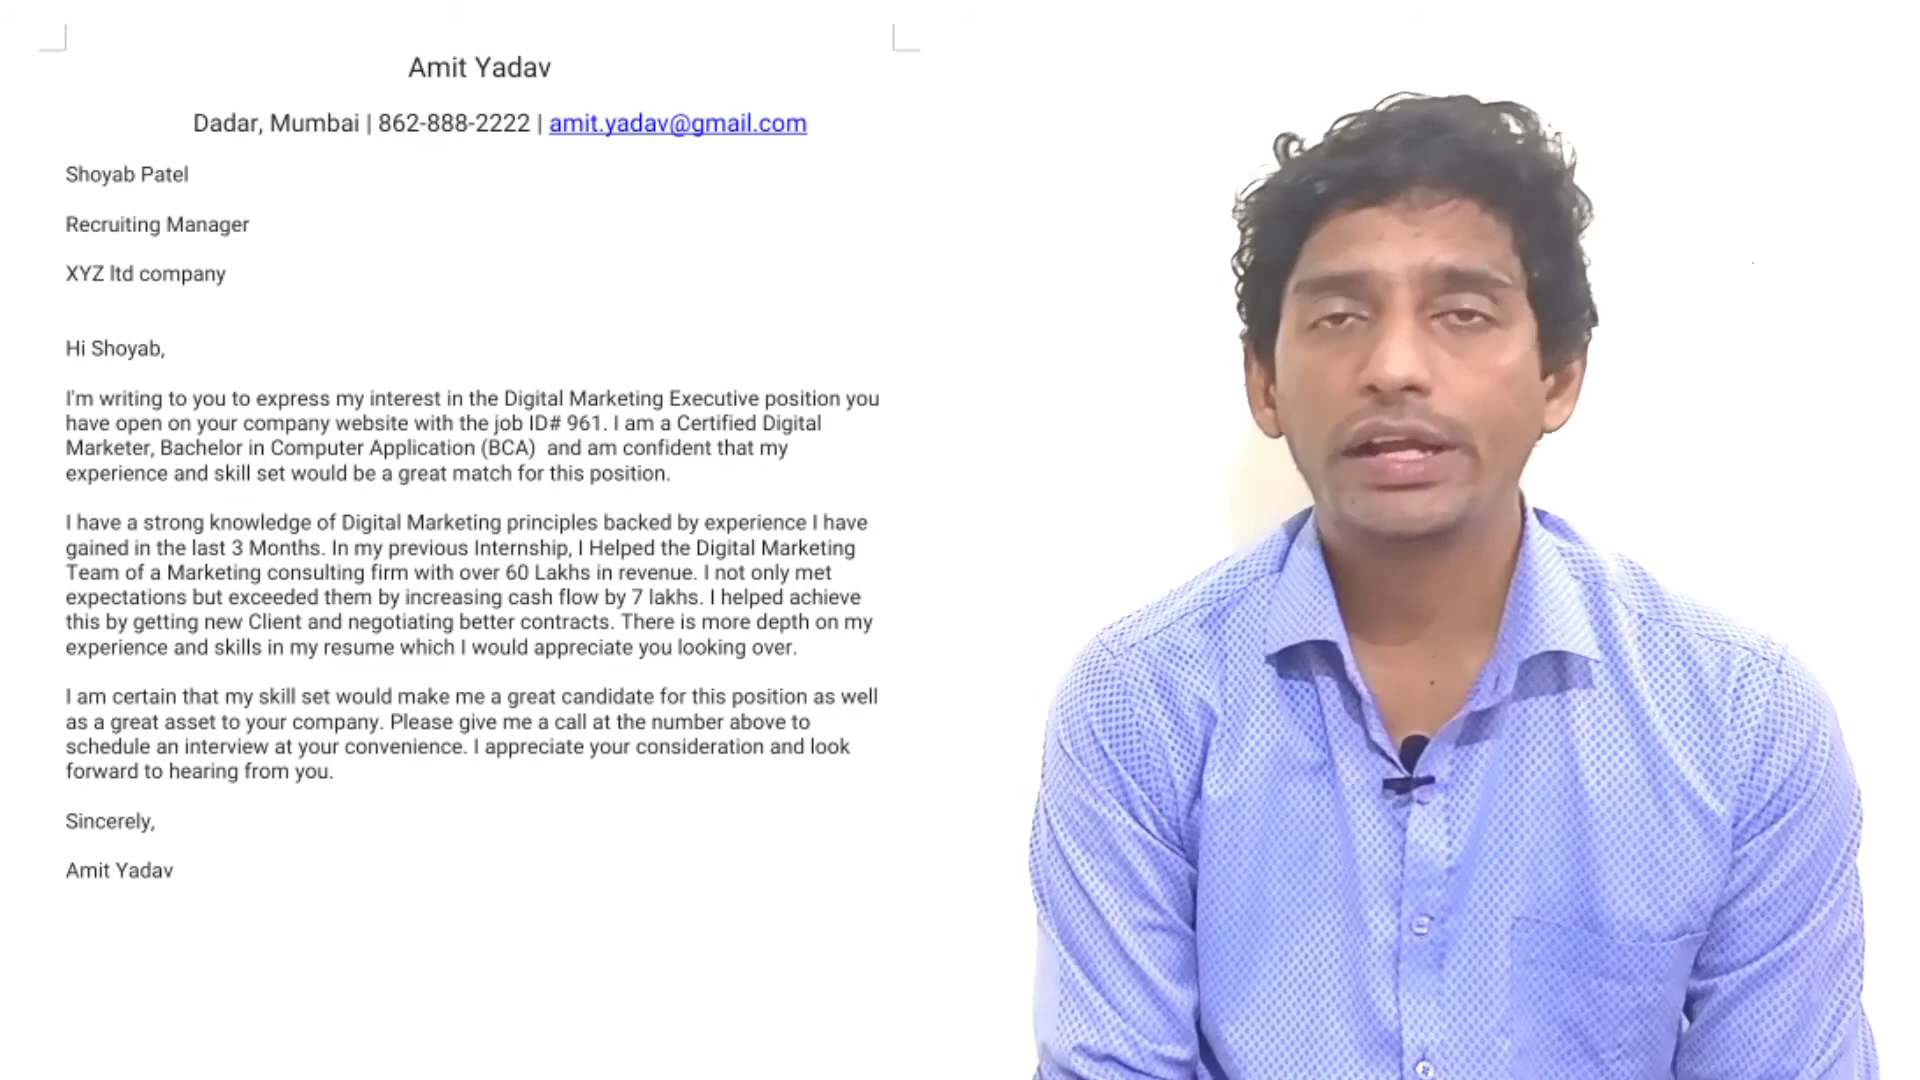 Amit Yadav
Dadar, Mumbai | 862-888-2222 | amit.yadav@gmail.com
Shoyab Patel
Recruiting Manager
XYZ ltd company
Hi Shoyab,
I'm writing to you to express my interest in the Digital Marketing Executive position you
have open on your company website with the job ID# 961. I am a Certified Digital
Marketer, Bachelor in Computer Application (BCA)  and am confident that my
experience and skill set would be a great match for this position.
I have a strong knowledge of Digital Marketing principles backed by experience I have
gained in the last 3 Months. In my previous Internship, I Helped the Digital Marketing
Team of a Marketing consulting firm with over 60 Lakhs in revenue. I not only met
expectations but exceeded them by increasing cash flow by 7 lakhs. I helped achieve
this by getting new Client and negotiating better contracts. There is more depth on my
experience and skills in my resume which I would appreciate you looking over.
I am certain that my skill set would make me a great candidate for this position as well
as a great asset to your company. Please give me a call at the number above to
schedule an interview at your convenience. I appreciate your consideration and look
forward to hearing from you.
Sincerely,
Amit Yadav